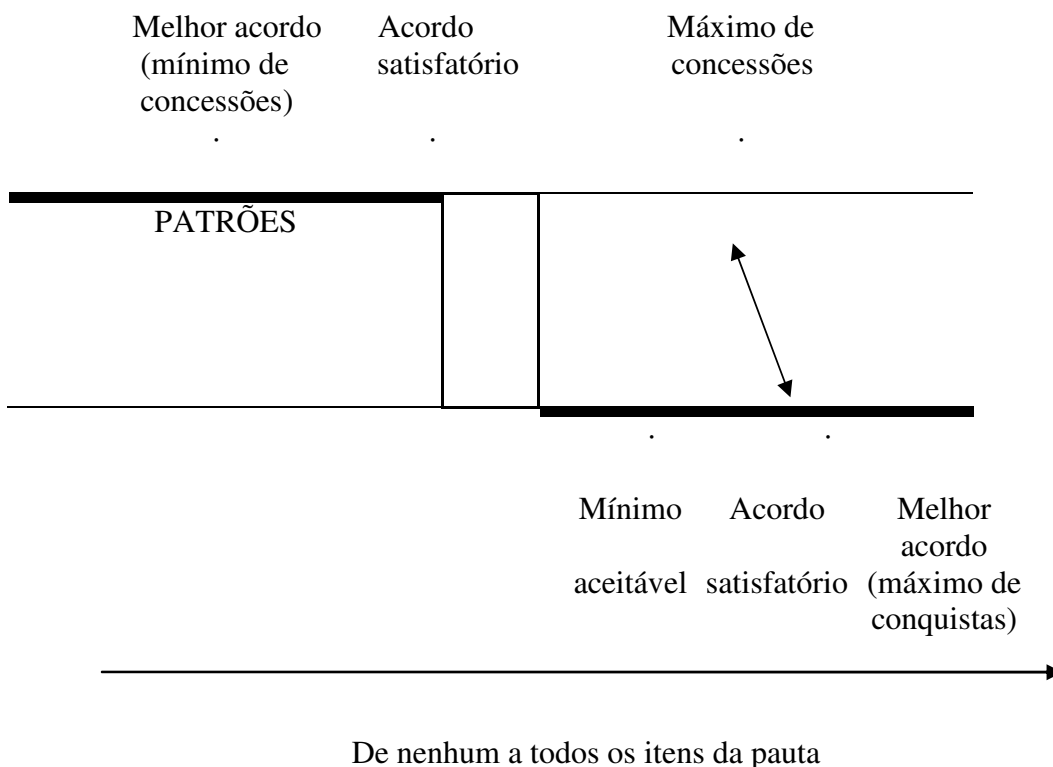 Melhor acordo
(mínimo de
concessões)
Acordo
satisfatório
Máximo de
concessões
PATRÕES
Mínimo
aceitável
Acordo
satisfatório
Melhor
acordo
(máximo de
conquistas)
De nenhum a todos os itens da pauta